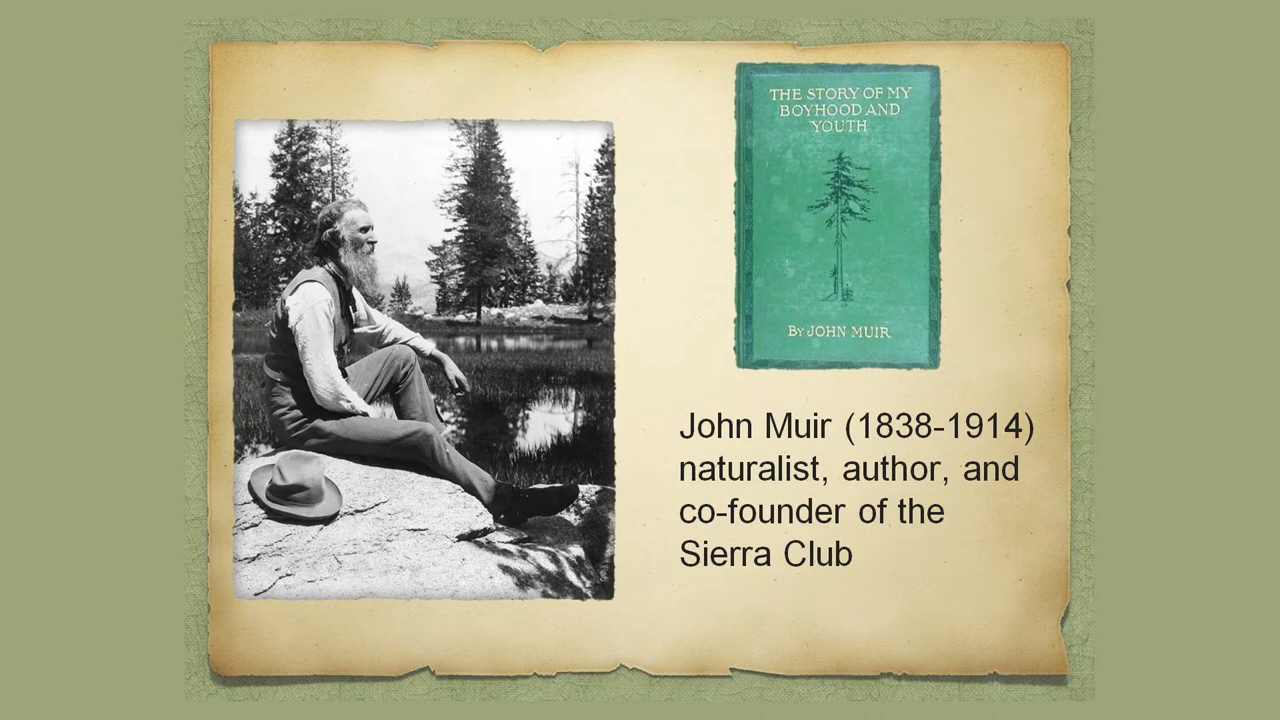 THE STORY OF MY
BOYHOOD AND
YOUTH
By JOHN MUIR
John Muir (1838-1914)
naturalist, author, and
co-founder of the
Sierra Club